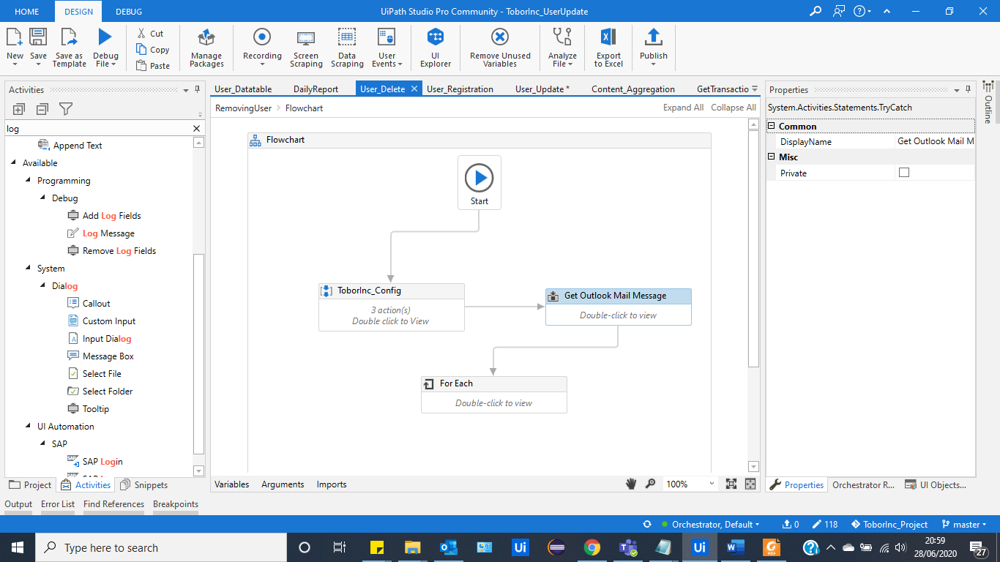 HOME DESIGN DEBUG UiPath Studio Pro Community - ToborInc_UserUpdate
New Save Save as Template Debug File Cut Copy Paste Manage Packages Recording Screen Scraping Data Scraping User Events UI Explorer Remove Unused Variables Analyze File Export to Excel Publish
Activities
log
Append Text
Available
Programming
Debug
Add Log Fields
Log Message
Remove Log Fields
System
Dialog
Callout
Custom Input
Input Dialog
Message Box
Select File
Select Folder
Tooltip
UI Automation
SAP
SAP Login
Project Activities Snippets
User_Datatable DailyReport User_Delete User_Registration User_Update * Content_Aggregation GetTransactio
RemovingUser > Flowchart Expand All Collapse All
Flowchart
Start
ToborInc_Config
3 action(s)
Double click to View
Get Outlook Mail Message
Double-click to view
For Each
Double-click to view
Variables Arguments Imports 100%
Properties
System.Activities.Statements.TryCatch
Common
DisplayName Get Outlook Mail M
Misc
Private
Properties Orchestrator R... UI Objects...
Outline
Output Error List Find References Breakpoints
Orchestrator, Default 0 118 ToborInc_Project master
Type here to search
Ui
Ui
PDF
20:59
28/06/2020
27